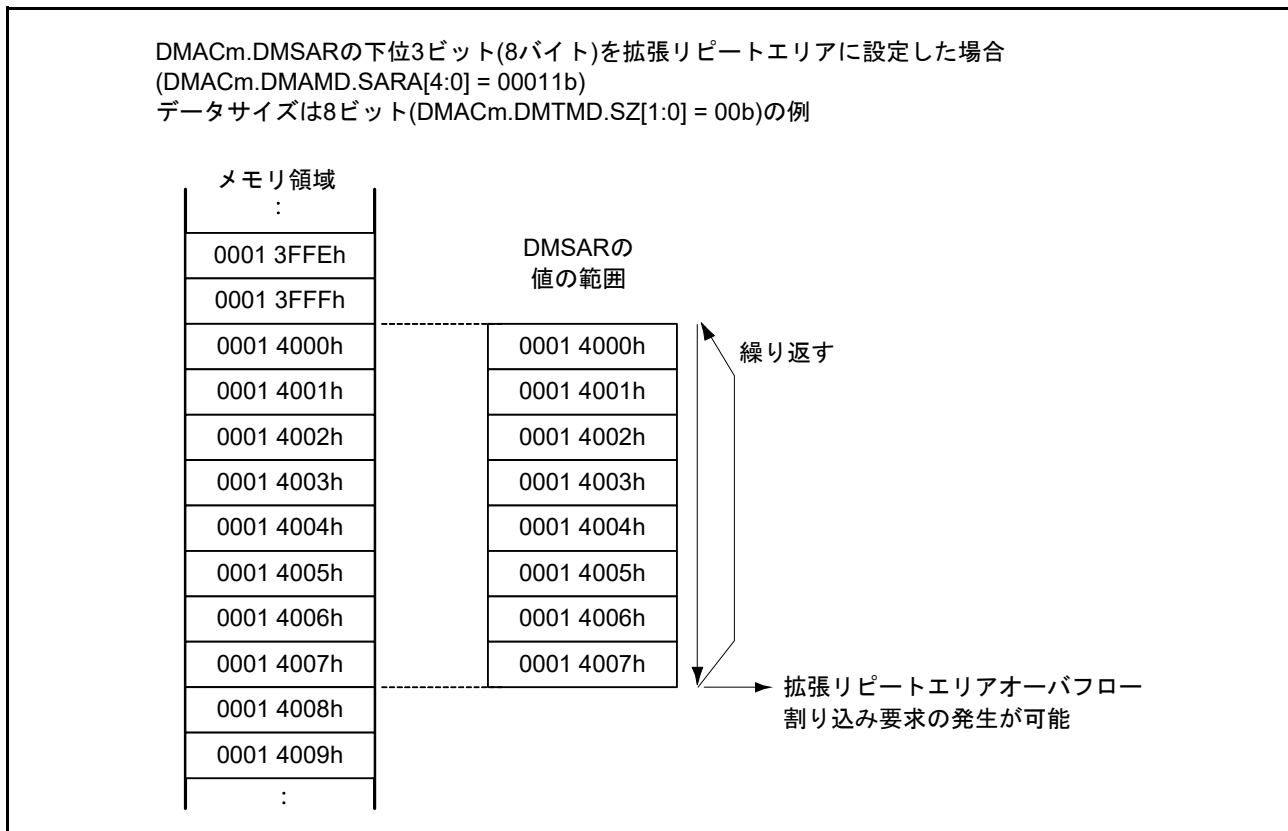 DMACm.DMSARの下位3ビット(8バイト)を拡張リピートエリアに設定した場合
(DMACm.DMAMD.SARA[4:0] = 00011b)
データサイズは8ビット(DMACm.DMTMD.SZ[1:0] = 00b)の例
メモリ領域
:
0001 3FFEh
0001 3FFFh
0001 4000h
0001 4001h
0001 4002h
0001 4003h
0001 4004h
0001 4005h
0001 4006h
0001 4007h
0001 4008h
0001 4009h
:
DMSARの
値の範囲
0001 4000h
0001 4001h
0001 4002h
0001 4003h
0001 4004h
0001 4005h
0001 4006h
0001 4007h
繰り返す
拡張リピートエリアオーバフロー
割り込み要求の発生が可能